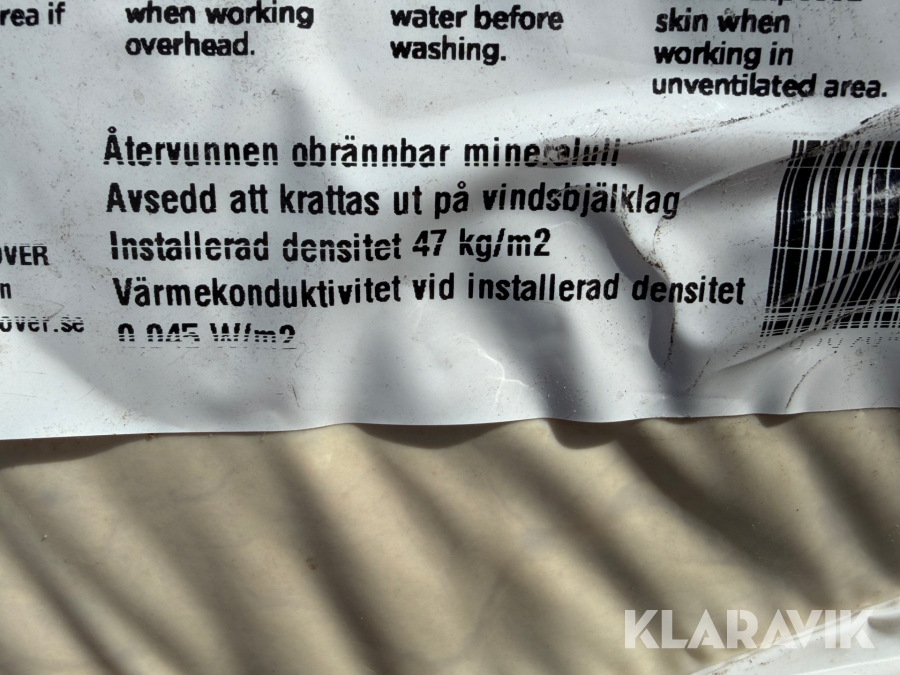 rea if
when working
overhead.
water before
washing.
skin when
working in
unventilated area.
Återvunnen obrännbar mineralull
Avsedd att krattas ut på vindsbjälklag
Installerad densitet 47 kg/m2
Värmekonduktivitet vid installerad densitet
0.045 W/m2
OVER
n
over.se
KLARAVIK